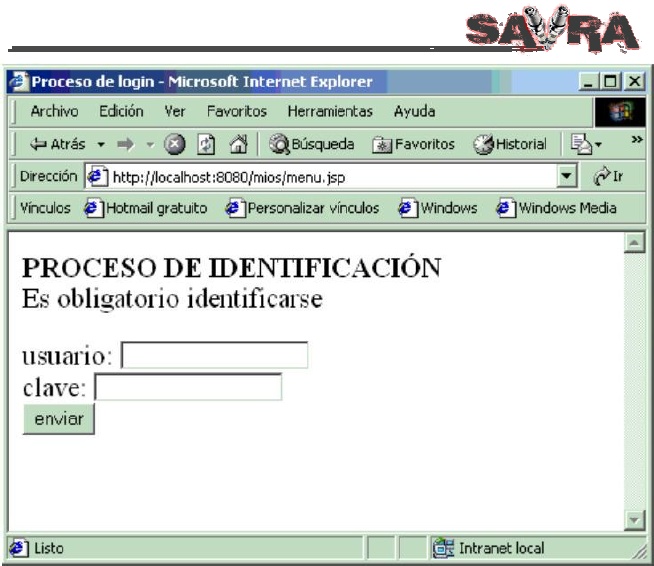 SAVRA
Proceso de login - Microsoft Internet Explorer
Archivo Edición Ver Favoritos Herramientas Ayuda
Atrás Búsqueda Favoritos Historial »
Dirección http://localhost:8080/mios/menu.jsp Ir
Vínculos Hotmail gratuito Personalizar vínculos Windows Windows Media
PROCESO DE IDENTIFICACIÓN
Es obligatorio identificarse
usuario:
clave:
enviar
Listo Intranet local